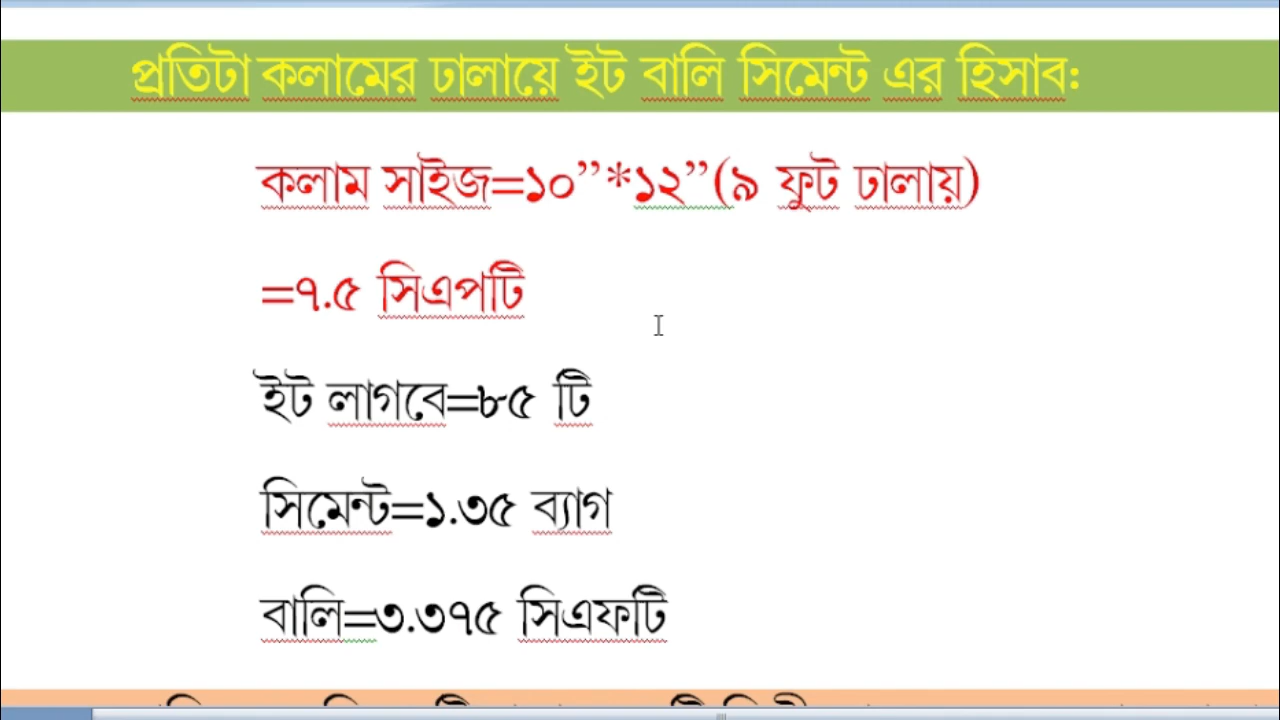 প্রতিটা কলামের ঢালায়ে ইট বালি সিমেন্ট এর হিসাব:
কলাম সাইজ=১০”*১২”(৯ ফুট ঢালায়)
=৭.৫ সিএপটি
ইট লাগবে=৮৫ টি
সিমেন্ট=১.৩৫ ব্যাগ
বালি=৩.৩৭৫ সিএফটি